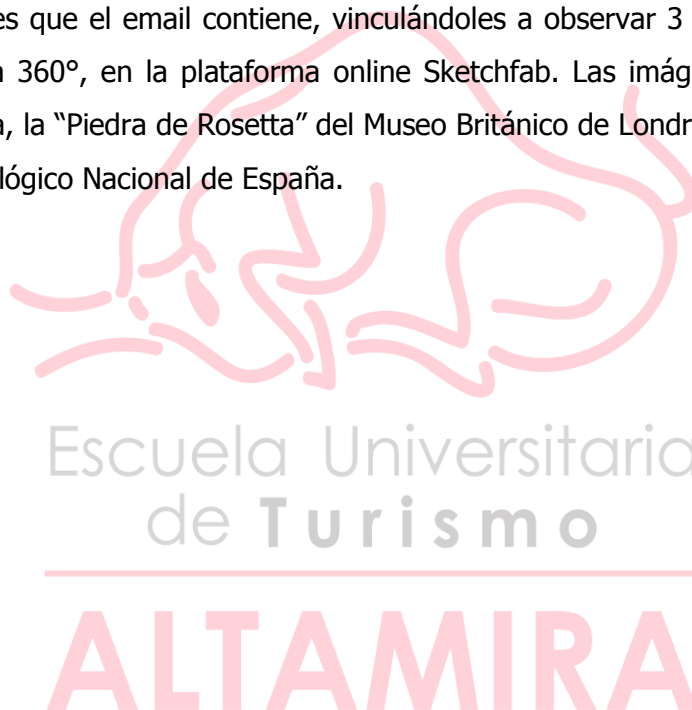 es que el email contiene, vinculándoles a observar 3
360°, en la plataforma online Sketchfab. Las imág
, la “Piedra de Rosetta” del Museo Británico de Londr
lógico Nacional de España.
Escuela Universitaria
de Turismo
ALTAMIRA